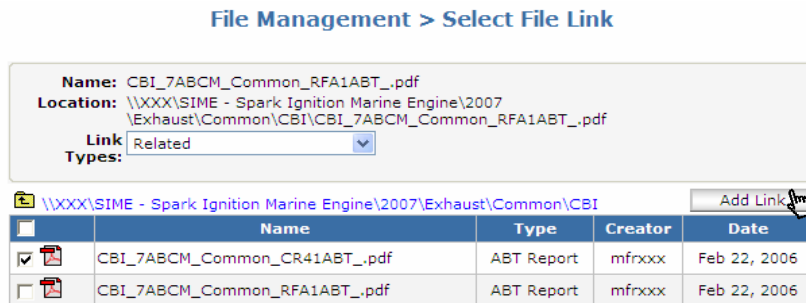 File Management > Select File Link
Name: CBI_7ABCM_Common_RFA1ABT_.pdf
Location: \\XXX\SIME - Spark Ignition Marine Engine\2007
\Exhaust\Common\CBI\CBI_7ABCM_Common_RFA1ABT_.pdf
Link Types: Related
\\XXX\SIME - Spark Ignition Marine Engine\2007\Exhaust\Common\CBI Add Link
Name Type Creator Date
CBI_7ABCM_Common_CR41ABT_.pdf ABT Report mfrxxx Feb 22, 2006
CBI_7ABCM_Common_RFA1ABT_.pdf ABT Report mfrxxx Feb 22, 2006